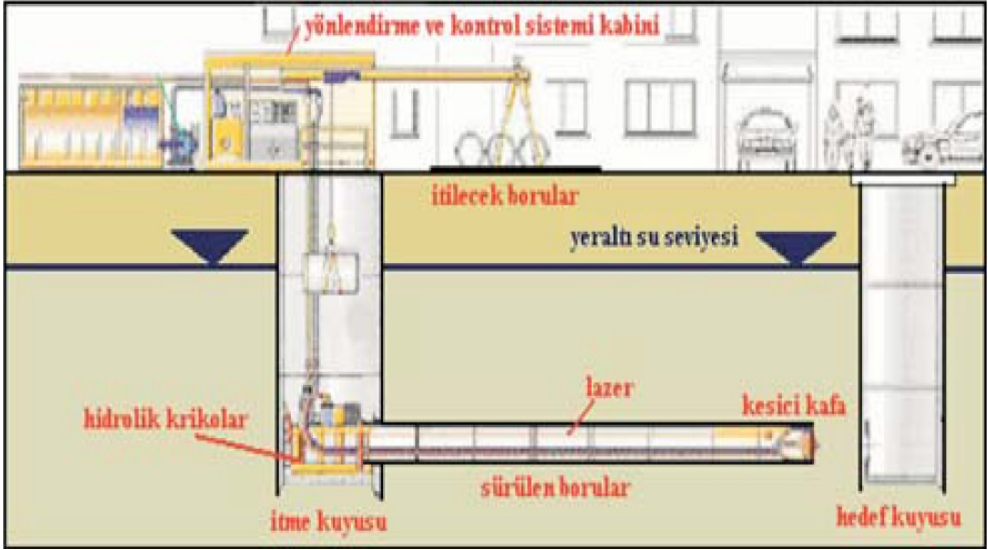 yönlendirme ve kontrol sistemi kabini
itilecek borular
yeraltı su seviyesi
lazer
kesici kafa
hidrolik krikolar
sürülen borular
itme kuyusu
hedef kuyusu